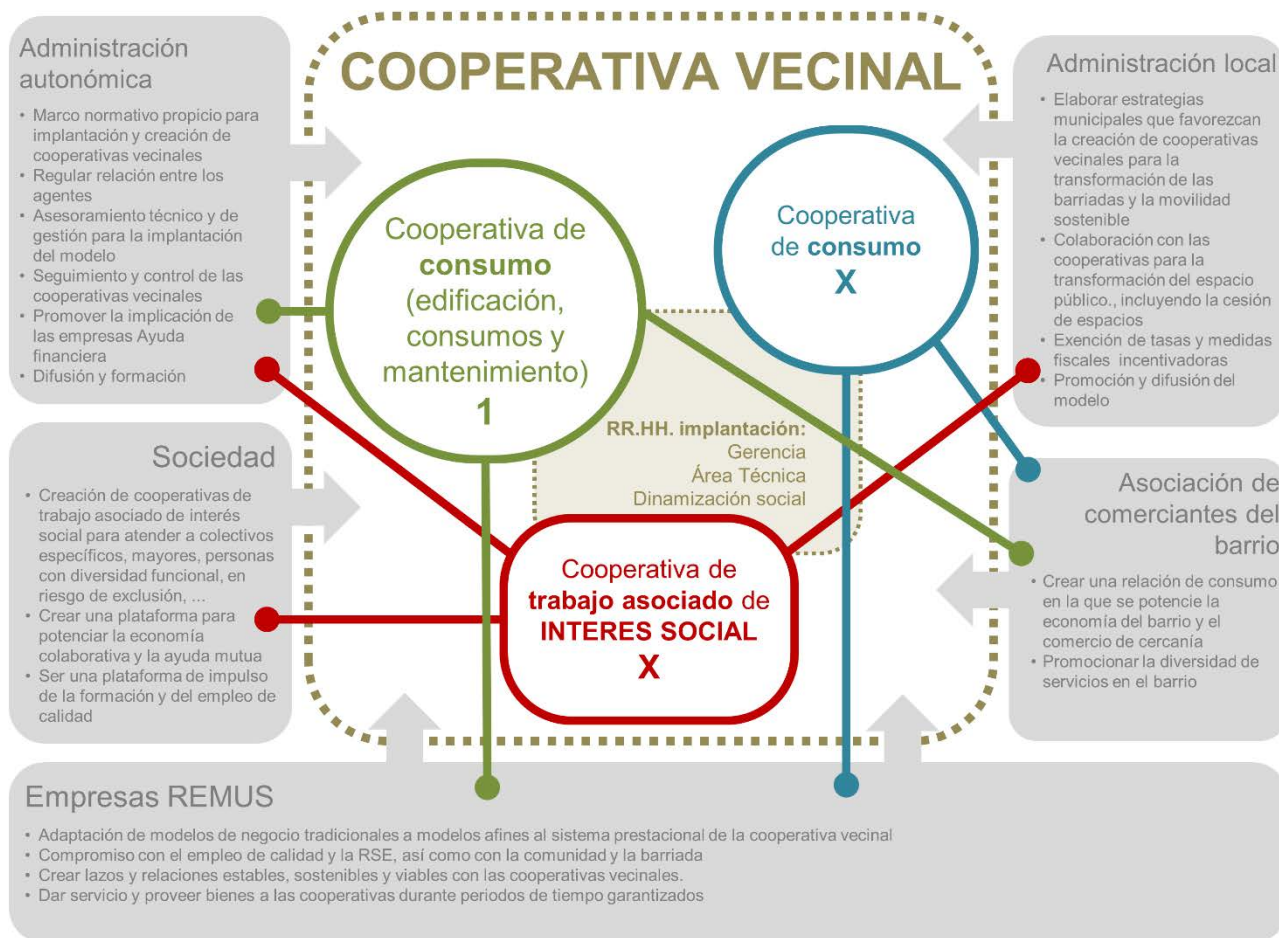 COOPERATIVA VECINAL
Administración
autonómica
• Marco normativo propicio para
implantación y creación de
cooperativas vecinales
• Regular relación entre los
agentes
• Asesoramiento técnico y de
gestión para la implantación
del modelo
• Seguimiento y control de las
cooperativas vecinales
• Promover la implicación de
las empresas Ayuda
financiera
• Difusión y formación
Sociedad
• Creación de cooperativas de
trabajo asociado de interés
social para atender a colectivos
específicos, mayores, personas
con diversidad funcional, en
riesgo de exclusión, ...
• Crear una plataforma para
potenciar la economía
colaborativa y la ayuda mutua
• Ser una plataforma de impulso
de la formación y del empleo de
calidad
Cooperativa de
consumo
(edificación,
consumos y
mantenimiento)
1
Cooperativa
de consumo
X
RR.HH. implantación:
Gerencia
Área Técnica
Dinamización social
Cooperativa de
trabajo asociado de
INTERES SOCIAL
X
Administración local
• Elaborar estrategias
municipales que favorezcan
la creación de cooperativas
vecinales para la
transformación de las
barriadas y la movilidad
sostenible
• Colaboración con las
cooperativas para la
transformación del espacio
público., incluyendo la cesión
de espacios
• Exención de tasas y medidas
fiscales incentivadoras
• Promoción y difusión del
modelo
Asociación de
comerciantes del
barrio
• Crear una relación de consumo
en la que se potencie la
economía del barrio y el
comercio de cercanía
• Promocionar la diversidad de
servicios en el barrio
Empresas REMUS
• Adaptación de modelos de negocio tradicionales a modelos afines al sistema prestacional de la cooperativa vecinal
• Compromiso con el empleo de calidad y la RSE, así como con la comunidad y la barriada
• Crear lazos y relaciones estables, sostenibles y viables con las cooperativas vecinales.
• Dar servicio y proveer bienes a las cooperativas durante periodos de tiempo garantizados